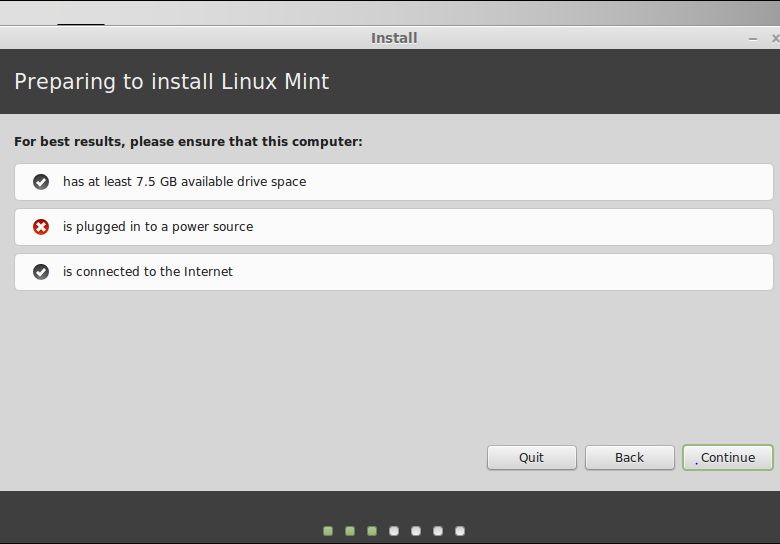 Install
Preparing to install Linux Mint
For best results, please ensure that this computer:
has at least 7.5 GB available drive space
is plugged in to a power source
is connected to the Internet
Quit Back Continue